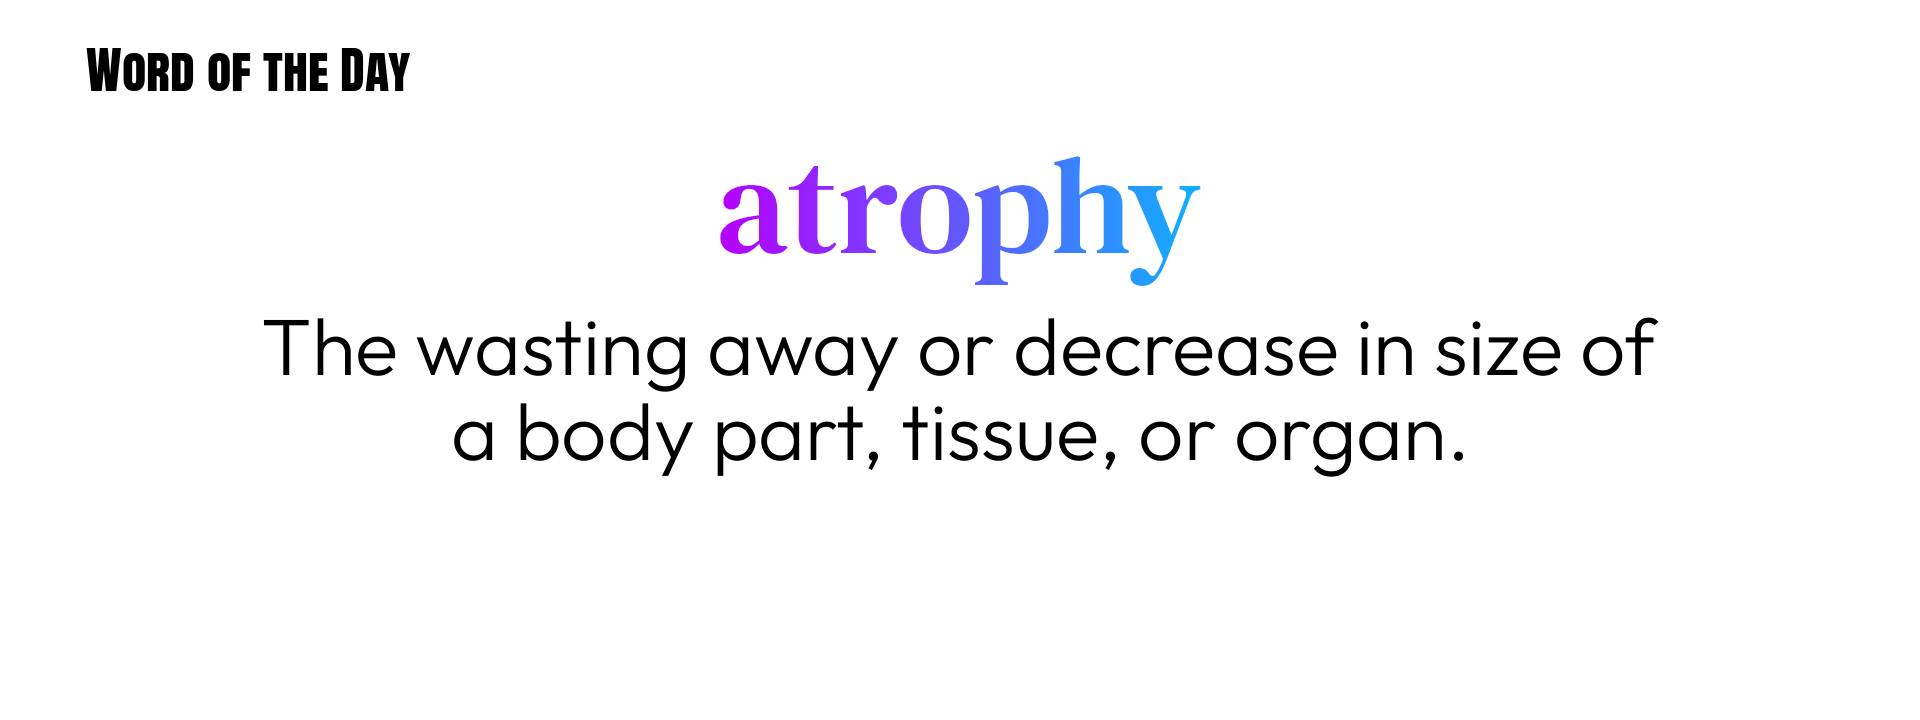 Word of the Day
atrophy
The wasting away or decrease in size of
a body part, tissue, or organ.